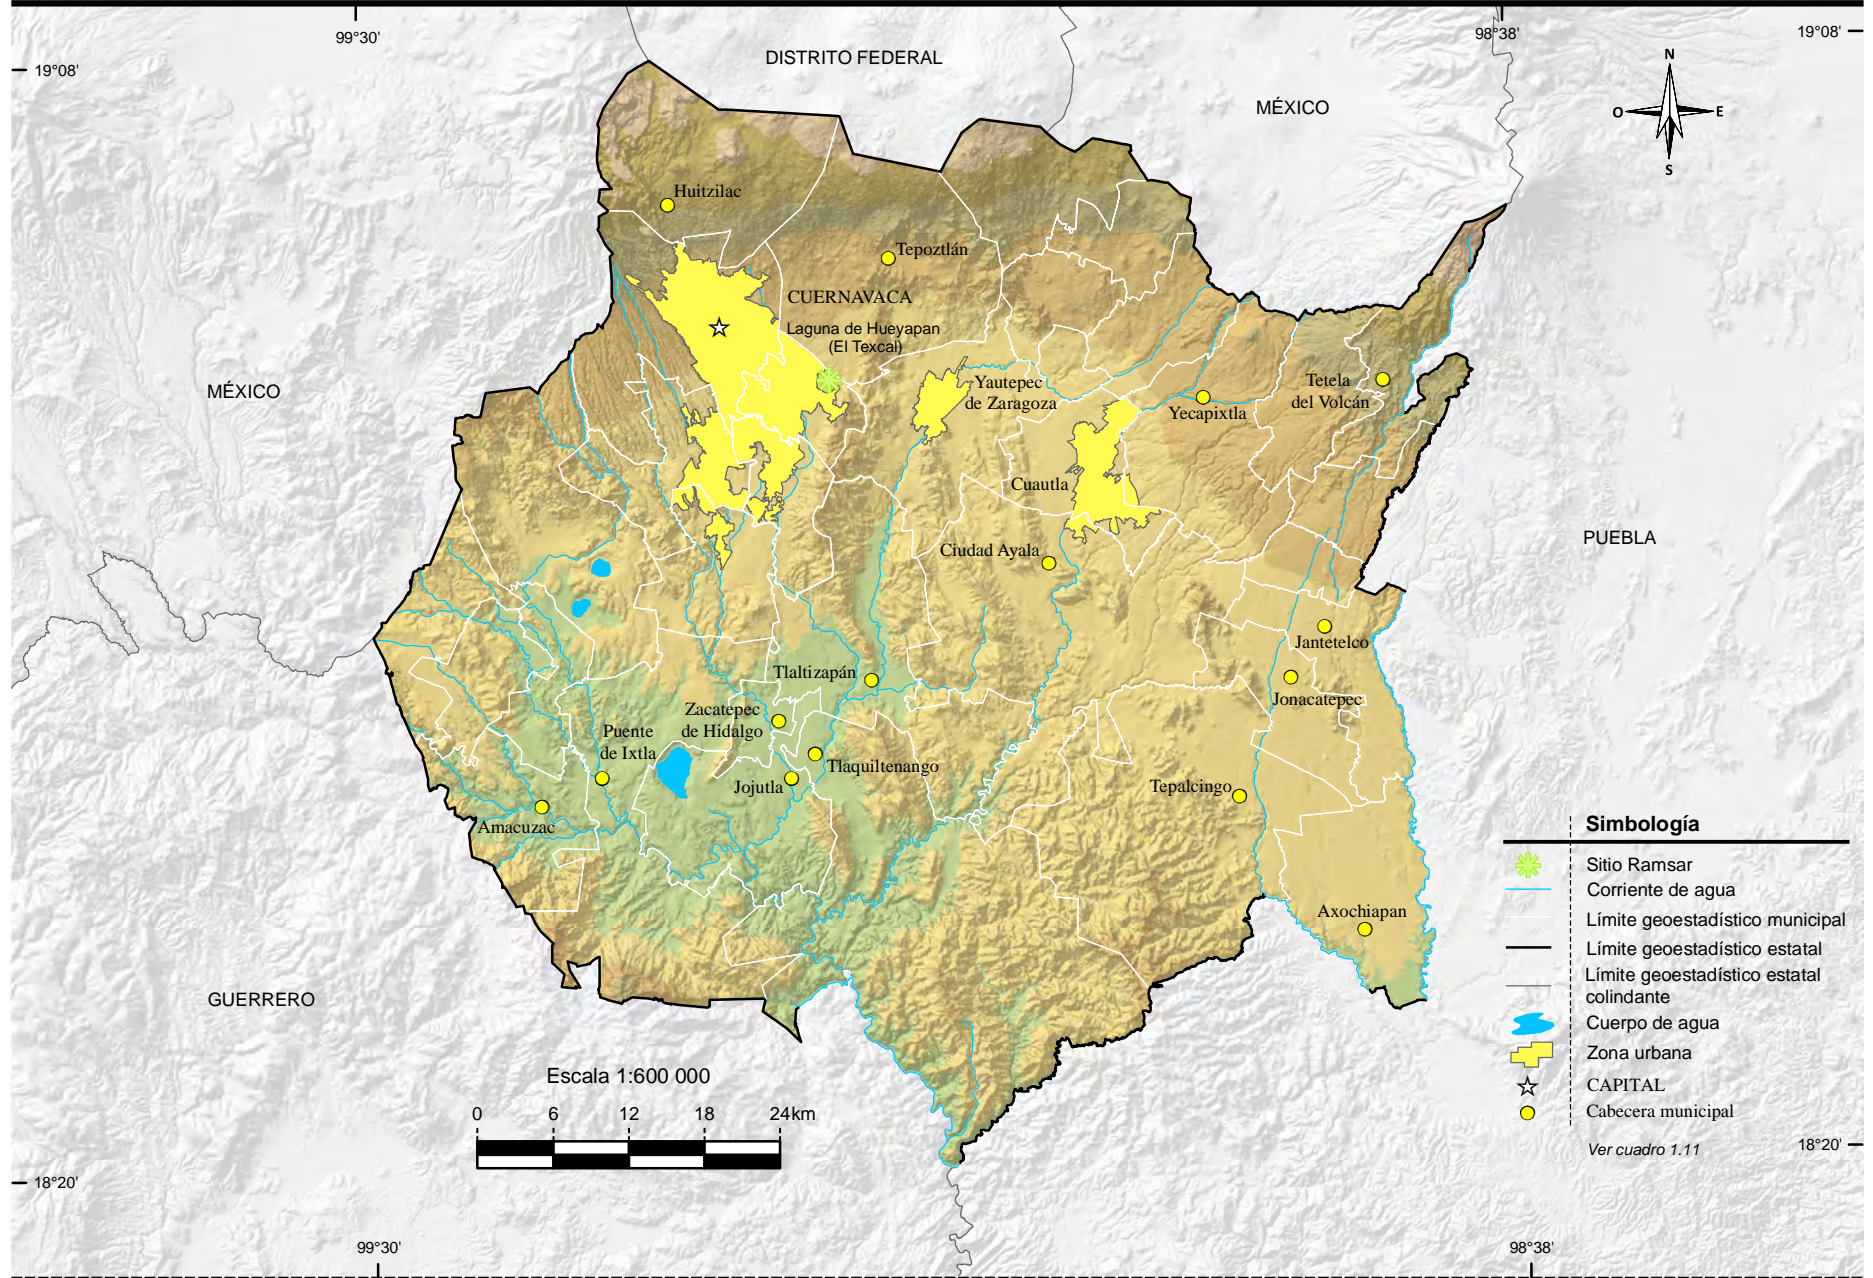 99°30'
98°38'
19°08'
19°08'
DISTRITO FEDERAL
MÉXICO
N
O
E
S
Huitzilac
Tepoztlán
CUERNAVACA
Laguna de Hueyapan
(El Texcal)
MÉXICO
Yautepec
de Zaragoza
Yecapixtla
Tetela
del Volcán
Cuautla
Ciudad Ayala
PUEBLA
Jantetelco
Tlaltizapán
Jonacatepec
Zacatepec
de Hidalgo
Puente
de Ixtla
Tlaquiltenango
Jojutla
Tepalcingo
Amacuzac
Axochiapan
GUERRERO
Simbología
Sitio Ramsar
Corriente de agua
Límite geoestadístico municipal
Límite geoestadístico estatal
Límite geoestadístico estatal
colindante
Cuerpo de agua
Zona urbana
CAPITAL
Cabecera municipal
Ver cuadro 1.11
Escala 1:600 000
0 6 12 18 24km
18°20'
18°20'
99°30'
98°38'